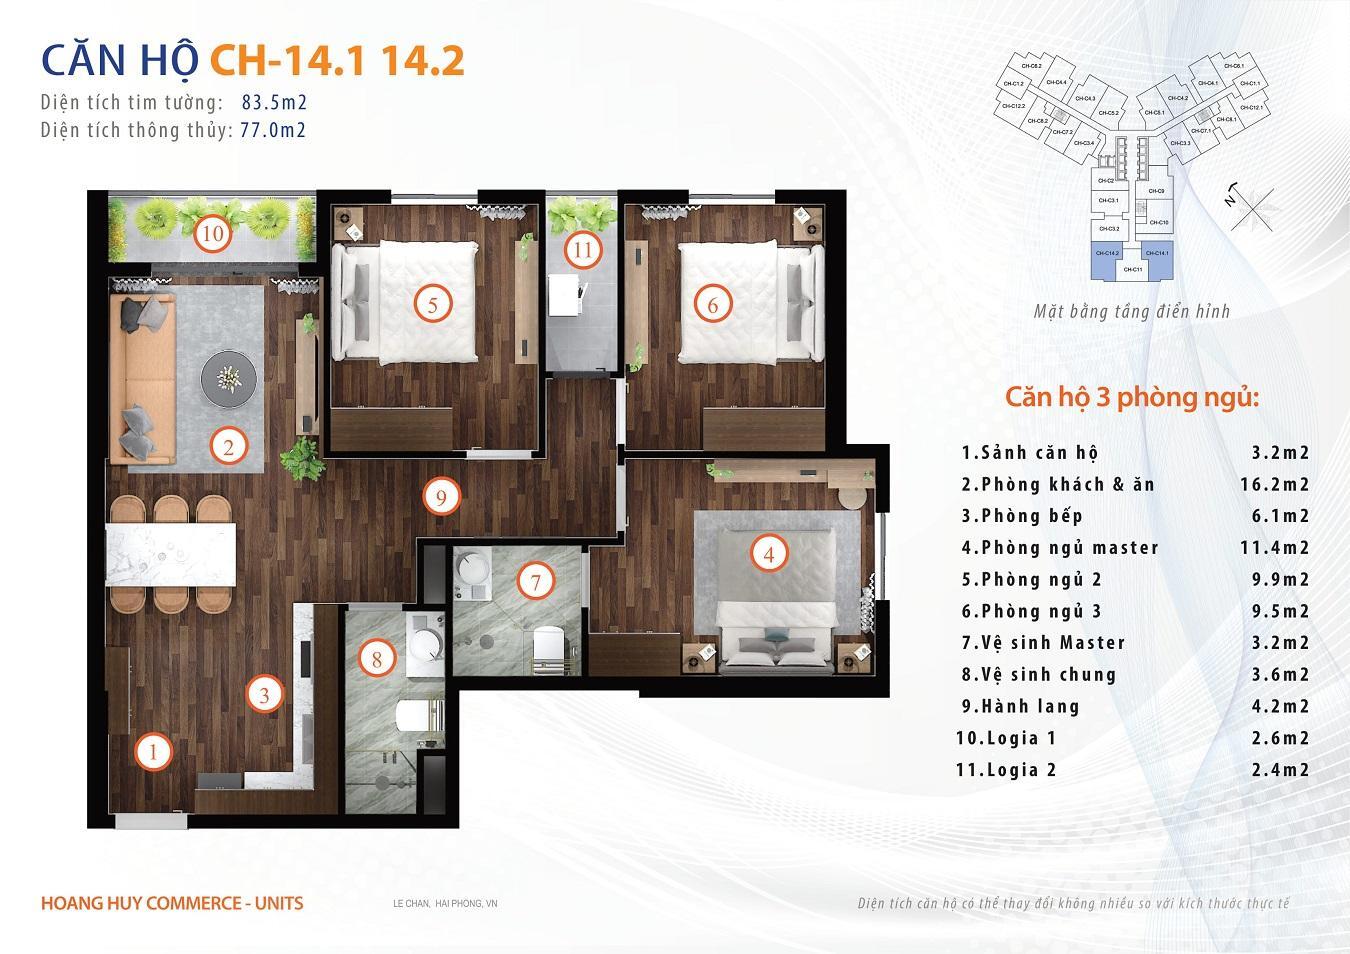 CĂN HỘ CH-14.1 14.2
Diện tích tim tường: 83.5m2
Diện tích thông thủy: 77.0m2
CH-C6.2
CH-C1.2
CH-C4.4
CH-C12.2
CH-C4.3
CH-C8.2
CH-C5.2
CH-C7.2
CH-C3.4
CH-C6.1
CH-C4.1
CH-C1.1
CH-C4.2
CH-C12.1
CH-C5.1
CH-C8.1
CH-C7.1
CH-C3.3
CH-C2
CH-C9
CH-C3.1
CH-C10
CH-C3.2
CH-C14.2
CH-C14.1
CH-C11
N
Mặt bằng tầng điển hình
10
11
5
6
2
9
4
7
8
3
1
Căn hộ 3 phòng ngủ:
1.Sảnh căn hộ 3.2m2
2.Phòng khách & ăn 16.2m2
3.Phòng bếp 6.1m2
4.Phòng ngủ master 11.4m2
5.Phòng ngủ 2 9.9m2
6.Phòng ngủ 3 9.5m2
7.Vệ sinh Master 3.2m2
8.Vệ sinh chung 3.6m2
9.Hành lang 4.2m2
10.Logia 1 2.6m2
11.Logia 2 2.4m2
HOANG HUY COMMERCE - UNITS
LE CHAN, HAI PHONG, VN
Diện tích căn hộ có thể thay đổi không nhiều so với kích thước thực tế